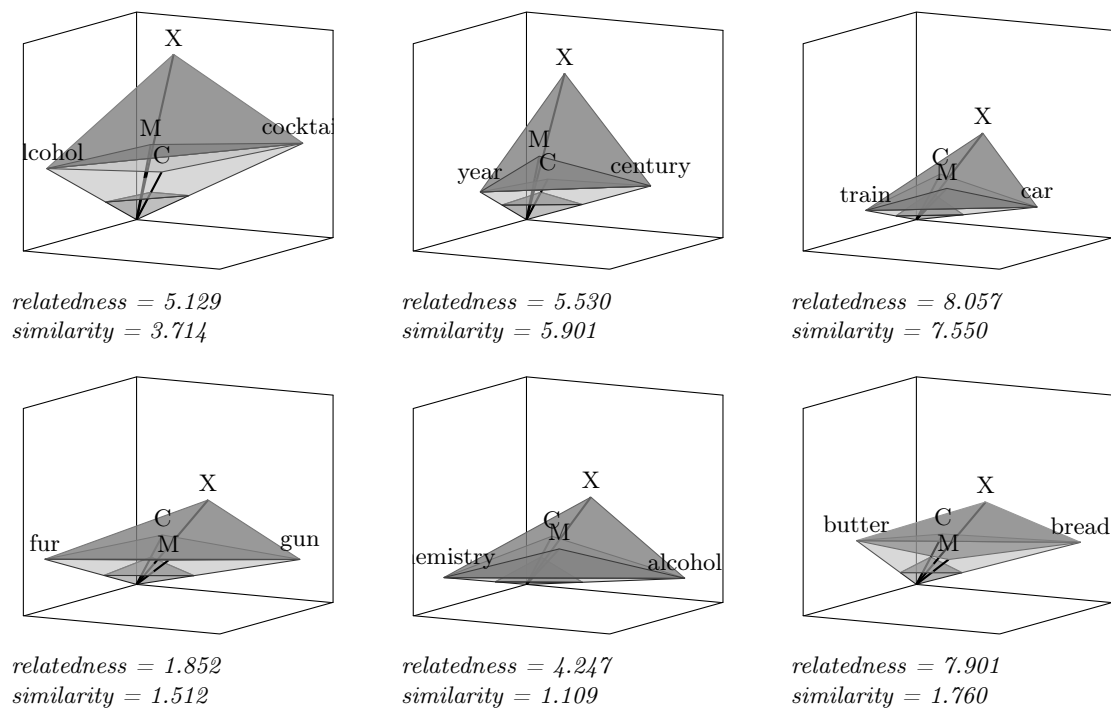 X
M
C
lcohol
cocktai
relatedness = 5.129
similarity = 3.714
X
M
C
year
century
relatedness = 5.530
similarity = 5.901
X
C
M
train
car
relatedness = 8.057
similarity = 7.550
X
C
M
fur
gun
relatedness = 1.852
similarity = 1.512
X
C
M
emistry
alcohol
relatedness = 4.247
similarity = 1.109
X
C
M
butter
bread
relatedness = 7.901
similarity = 1.760